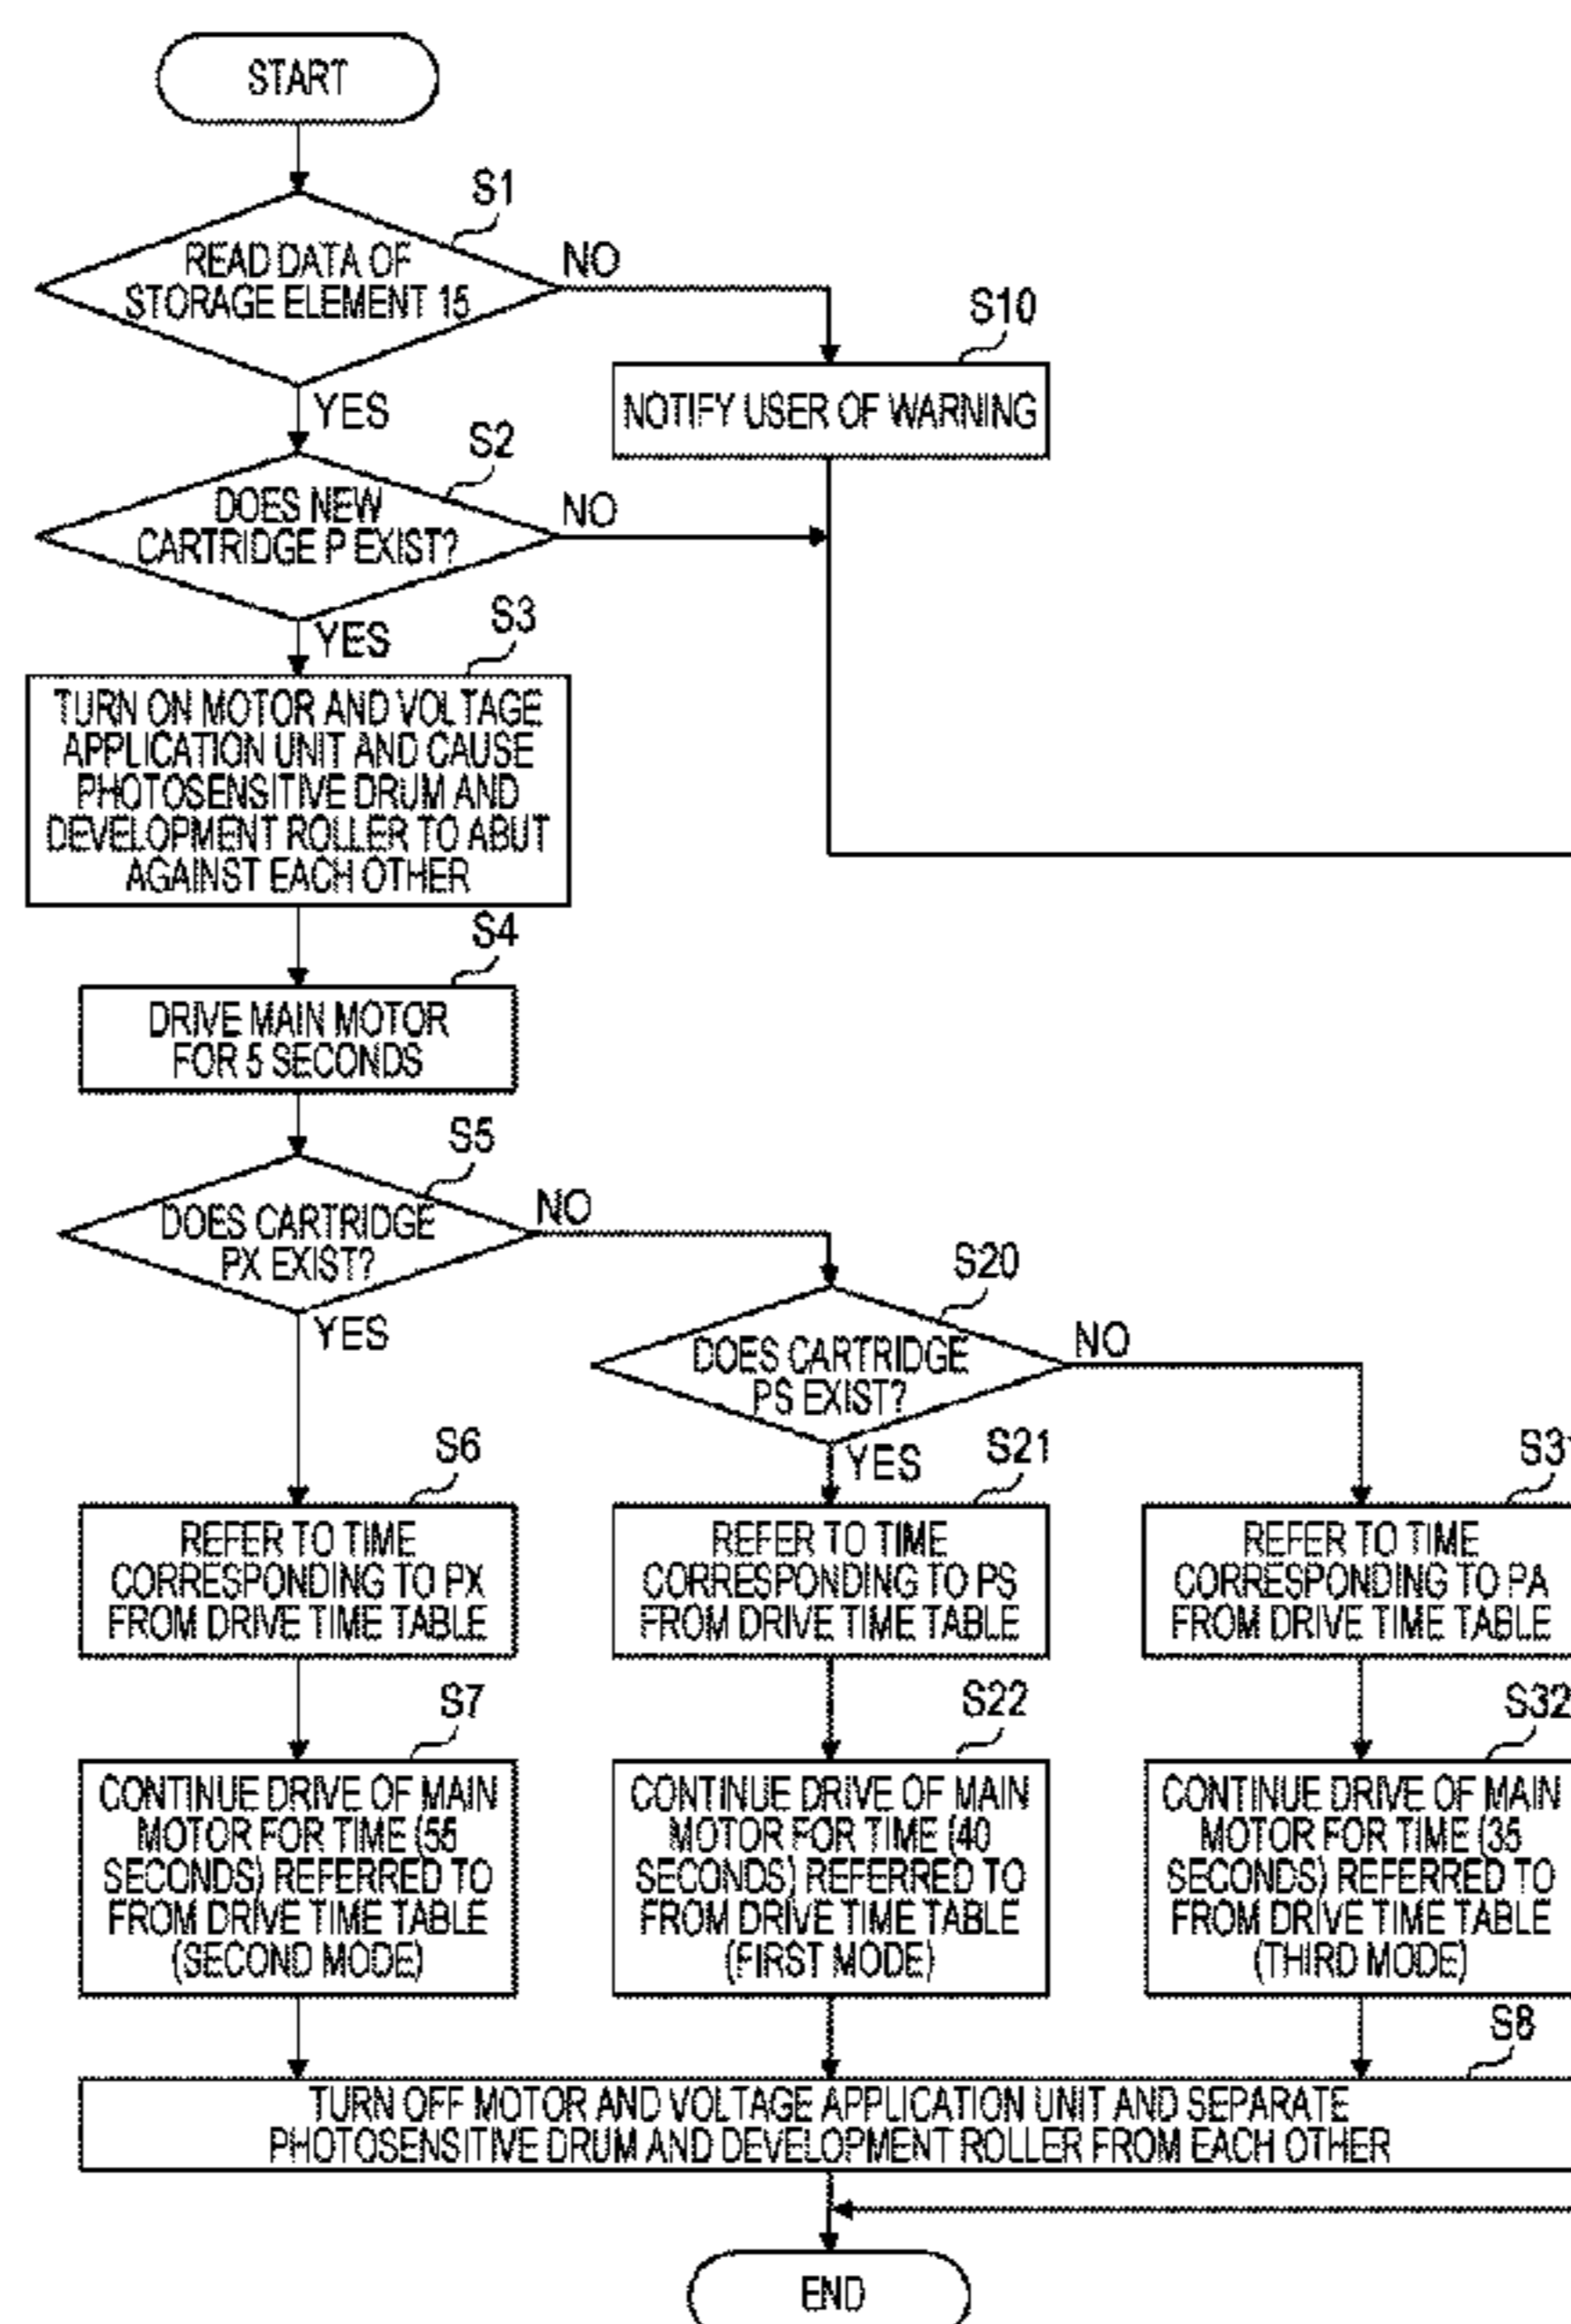 START
S1
READ DATA OF
STORAGE ELEMENT 15
NO
YES
S10
NOTIFY USER OF WARNING
S2
DOES NEW
CARTRIDGE P EXIST?
NO
YES
S3
TURN ON MOTOR AND VOLTAGE
APPLICATION UNIT AND CAUSE
PHOTOSENSITIVE DRUM AND
DEVELOPMENT ROLLER TO ABUT
AGAINST EACH OTHER
S4
DRIVE MAIN MOTOR
FOR 5 SECONDS
S5
DOES CARTRIDGE
PX EXIST?
NO
YES
S20
DOES CARTRIDGE
PS EXIST?
NO
YES
S6
REFER TO TIME
CORRESPONDING TO PX
FROM DRIVE TIME TABLE
S21
REFER TO TIME
CORRESPONDING TO PS
FROM DRIVE TIME TABLE
S31
REFER TO TIME
CORRESPONDING TO PA
FROM DRIVE TIME TABLE
S7
CONTINUE DRIVE OF MAIN
MOTOR FOR TIME (55
SECONDS) REFERRED TO
FROM DRIVE TIME TABLE
(SECOND MODE)
S22
CONTINUE DRIVE OF MAIN
MOTOR FOR TIME (40
SECONDS) REFERRED TO
FROM DRIVE TIME TABLE
(FIRST MODE)
S32
CONTINUE DRIVE OF MAIN
MOTOR FOR TIME (35
SECONDS) REFERRED TO
FROM DRIVE TIME TABLE
(THIRD MODE)
S8
TURN OFF MOTOR AND VOLTAGE APPLICATION UNIT AND SEPARATE
PHOTOSENSITIVE DRUM AND DEVELOPMENT ROLLER FROM EACH OTHER
END